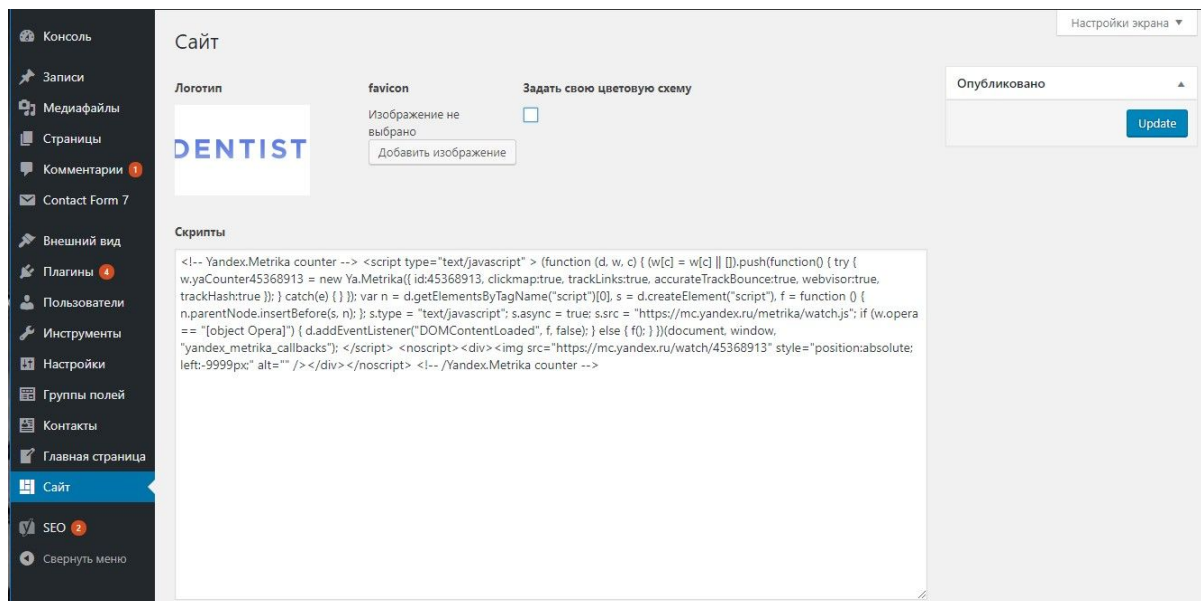 Настройки экрана ▼
Консоль
Записи
Медиафайлы
Страницы
Комментарии 1
Contact Form 7
Внешний вид
Плагины 4
Пользователи
Инструменты
Настройки
Группы полей
Контакты
Главная страница
Сайт
SEO 2
Свернуть меню
Сайт
Логотип
DENTIST
favicon
Изображение не
выбрано
Добавить изображение
Задать свою цветовую схему
Опубликовано
Update
Скрипты
<!-- Yandex.Metrika counter --> <script type="text/javascript" > (function (d, w, c) { (w[c] = w[c] || []).push(function() { try {
w.yaCounter45368913 = new Ya.Metrika({ id:45368913, clickmap:true, trackLinks:true, accurateTrackBounce:true, webvisor:true,
trackHash:true }); } catch(e) { } }); var n = d.getElementsByTagName("script")[0], s = d.createElement("script"), f = function () {
n.parentNode.insertBefore(s, n); }; s.type = "text/javascript"; s.async = true; s.src = "https://mc.yandex.ru/metrika/watch.js"; if (w.opera
== "[object Opera]") { d.addEventListener("DOMContentLoaded", f, false); } else { f(); } })(document, window,
"yandex_metrika_callbacks"); </script> <noscript><div><img src="https://mc.yandex.ru/watch/45368913" style="position:absolute;
left:-9999px;" alt="" /></div></noscript> <!-- /Yandex.Metrika counter -->